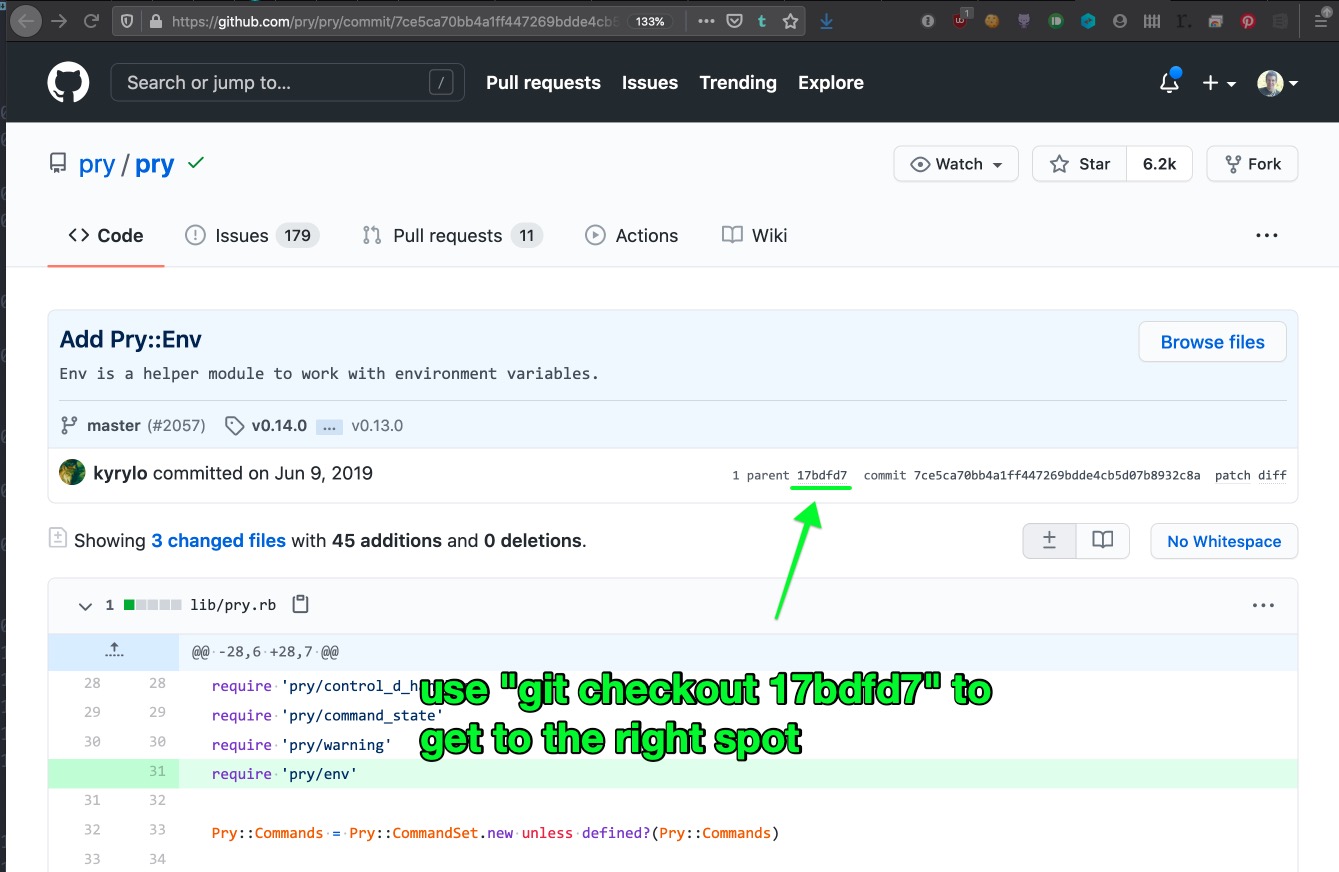 https://github.com/pry/pry/commit/7ce5ca70bb4a1ff447269bdde4cb5 133% ... t 1
Search or jump to... / Pull requests Issues Trending Explore
pry / pry Watch Star 6.2k Fork
Code Issues 179 Pull requests 11 Actions Wiki ...
Add Pry::Env Browse files
Env is a helper module to work with environment variables.
master (#2057) v0.14.0 ... v0.13.0
kyrylo committed on Jun 9, 2019 1 parent 17bdfd7 commit 7ce5ca70bb4a1ff447269bdde4cb5d07b8932c8a patch diff
Showing 3 changed files with 45 additions and 0 deletions. No Whitespace
1 lib/pry.rb ...
@@ -28,6 +28,7 @@
28 28 require 'pry/control_d_h
use "git checkout 17bdfd7" to
29 29 require 'pry/command_state'
get to the right spot
30 30 require 'pry/warning'
31 require 'pry/env'
31 32
32 33 Pry::Commands = Pry::CommandSet.new unless defined?(Pry::Commands)
33 34